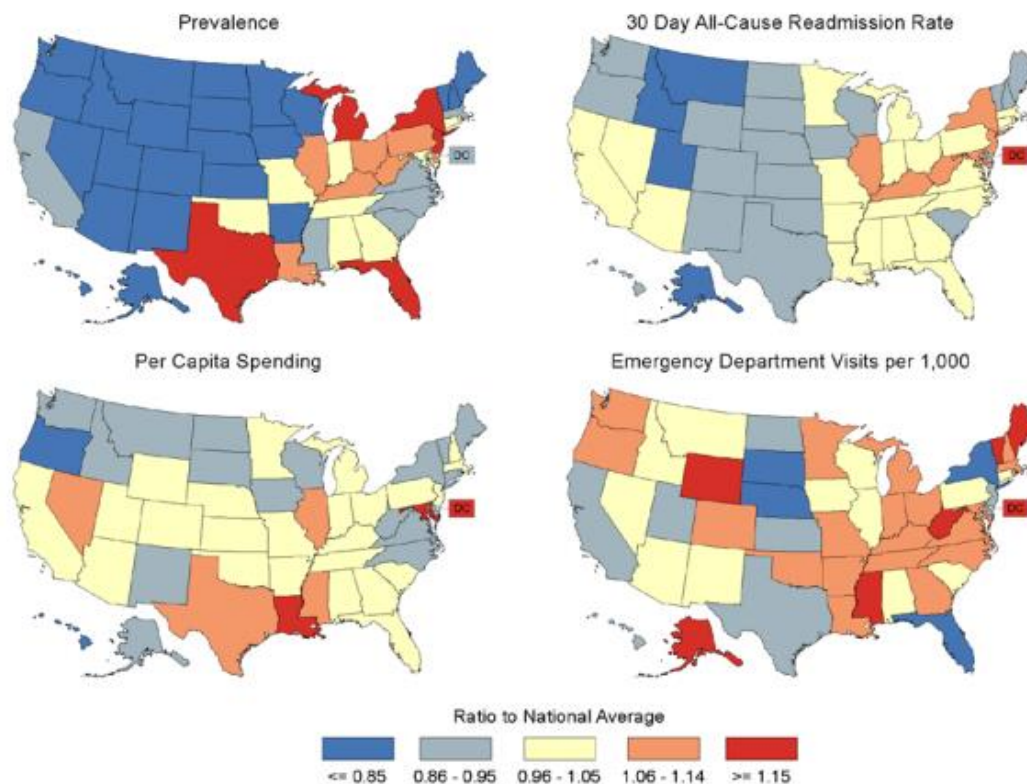 Prevalence
30 Day All-Cause Readmission Rate
DC
DC
Per Capita Spending
Emergency Department Visits per 1,000
DC
DC
Ratio to National Average
<= 0.85
0.86 - 0.95
0.96 - 1.05
1.06 - 1.14
>= 1.15